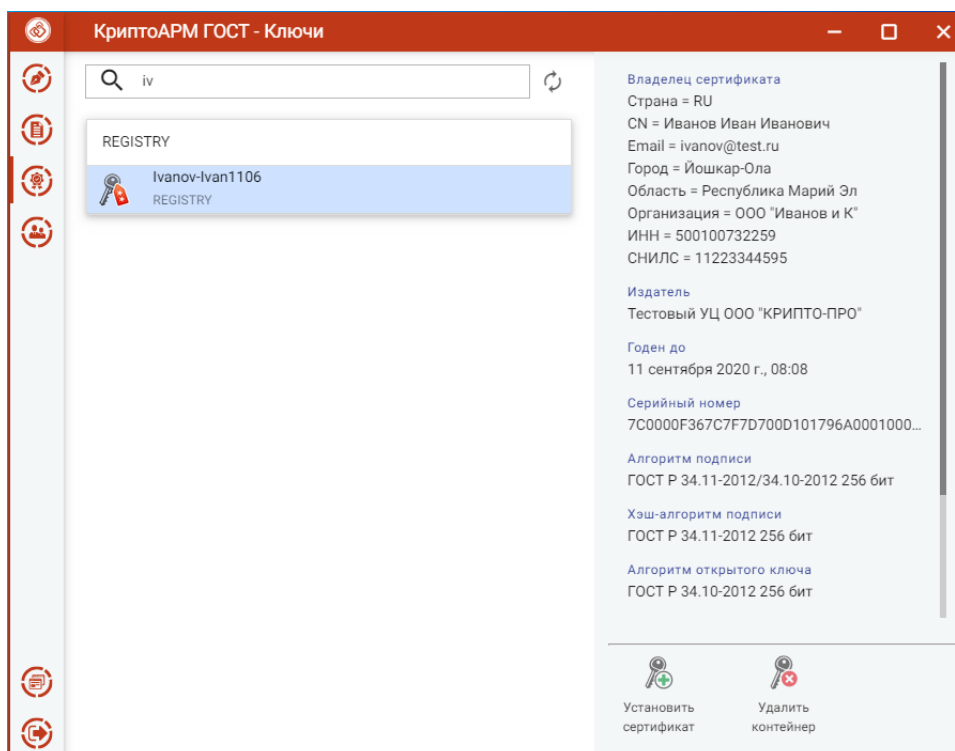 КриптоАРМ ГОСТ - Ключи
iv
REGISTRY
Ivanov-Ivan1106
REGISTRY
Владелец сертификата
Страна = RU
CN = Иванов Иван Иванович
Email = ivanov@test.ru
Город = Йошкар-Ола
Область = Республика Марий Эл
Организация = ООО "Иванов и К"
ИНН = 500100732259
СНИЛС = 11223344595
Издатель
Тестовый УЦ ООО "КРИПТО-ПРО"
Годен до
11 сентября 2020 г., 08:08
Серийный номер
7C0000F367C7F7D700D101796A0001000...
Алгоритм подписи
ГОСТ Р 34.11-2012/34.10-2012 256 бит
Хэш-алгоритм подписи
ГОСТ Р 34.11-2012 256 бит
Алгоритм открытого ключа
ГОСТ Р 34.10-2012 256 бит
Установить
сертификат
Удалить
контейнер